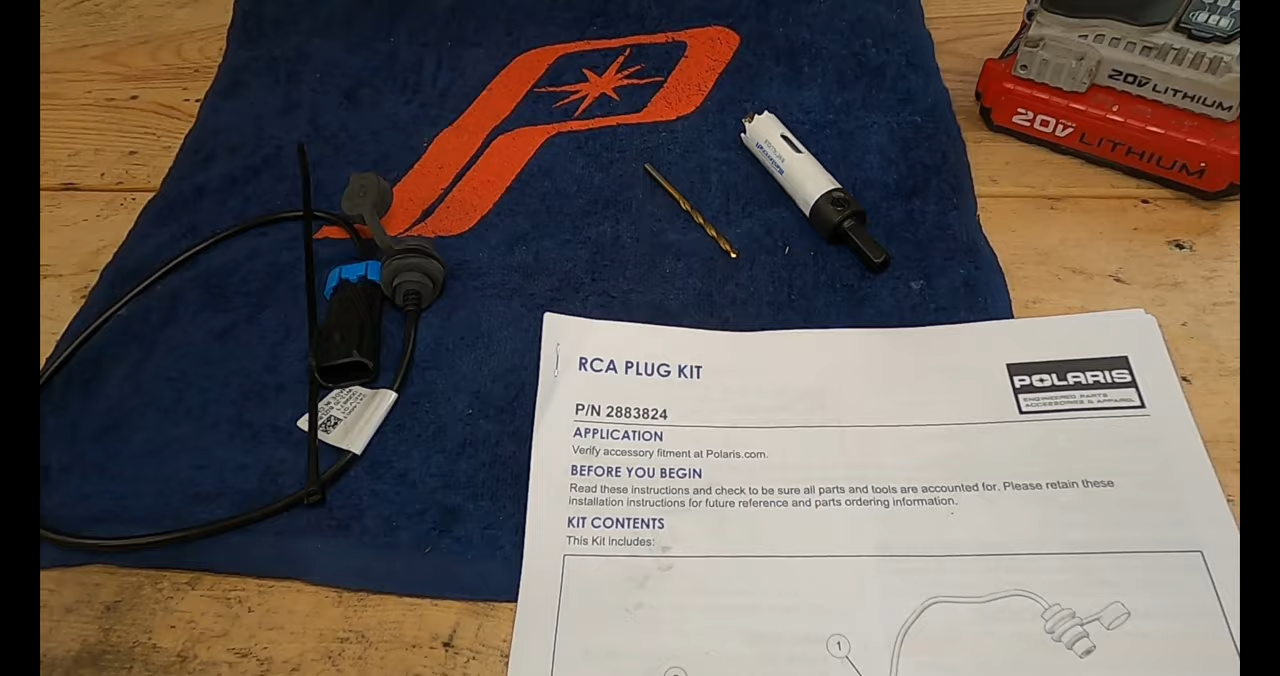 20V LITHIUM
20V max LITHIUM
RCA PLUG KIT
POLARIS
ENGINEERED PARTS
ACCESSORIES & APPAREL
P/N 2883824
APPLICATION
Verify accessory fitment at Polaris.com.
BEFORE YOU BEGIN
Read these instructions and check to be sure all parts and tools are accounted for. Please retain these
installation instructions for future reference and parts ordering information.
KIT CONTENTS
This Kit includes:
1